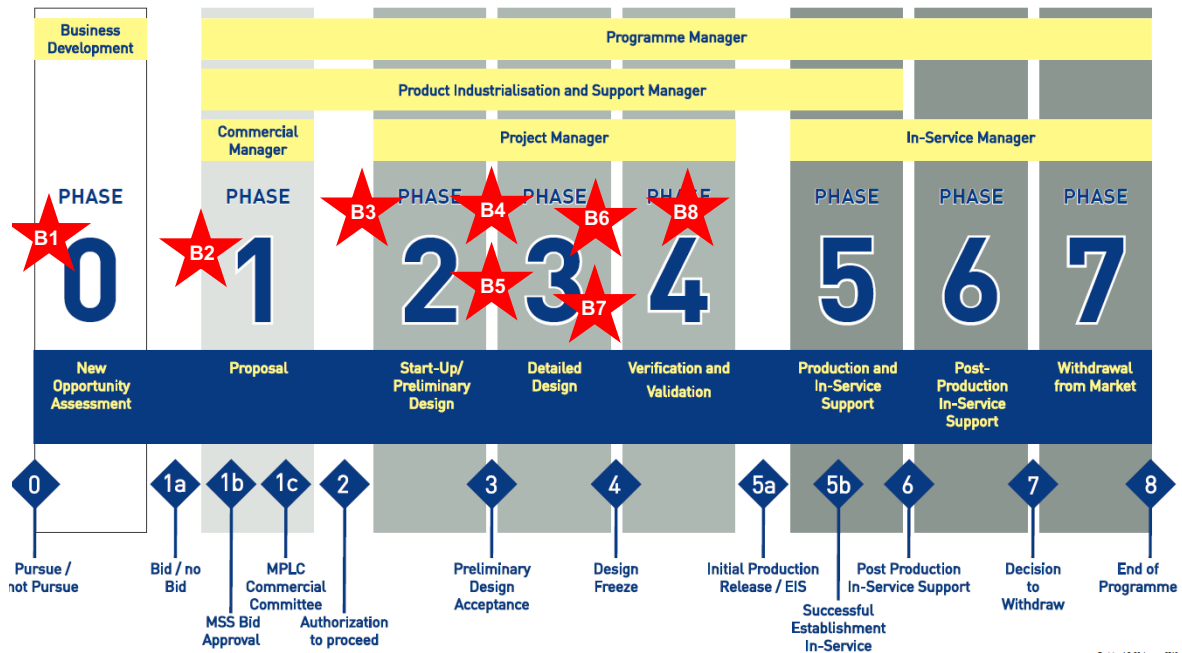 Business
Development
Programme Manager
Product Industrialisation and Support Manager
Commercial
Manager
Project Manager
In-Service Manager
PHASE
PHASE
PHASE
PHASE
PHASE
PHASE
PHASE
PHASE
B1
B2
B3
B4
B5
B6
B7
B8
0
1
2
3
4
5
6
7
New
Opportunity
Assessment
Proposal
Start-Up/
Preliminary
Design
Detailed
Design
Verification and
Validation
Production and
In-Service
Support
Post-
Production
In-Service
Support
Withdrawal
from Market
0
1a
1b
1c
2
3
4
5a
5b
6
7
8
Pursue /
not Pursue
Bid / no
Bid
MSS Bid
Approval
MPLC
Commercial
Committee
Authorization
to proceed
Preliminary
Design
Acceptance
Design
Freeze
Initial Production
Release / EIS
Successful
Establishment
In-Service
Post Production
In-Service Support
Decision
to
Withdraw
End of
Programme